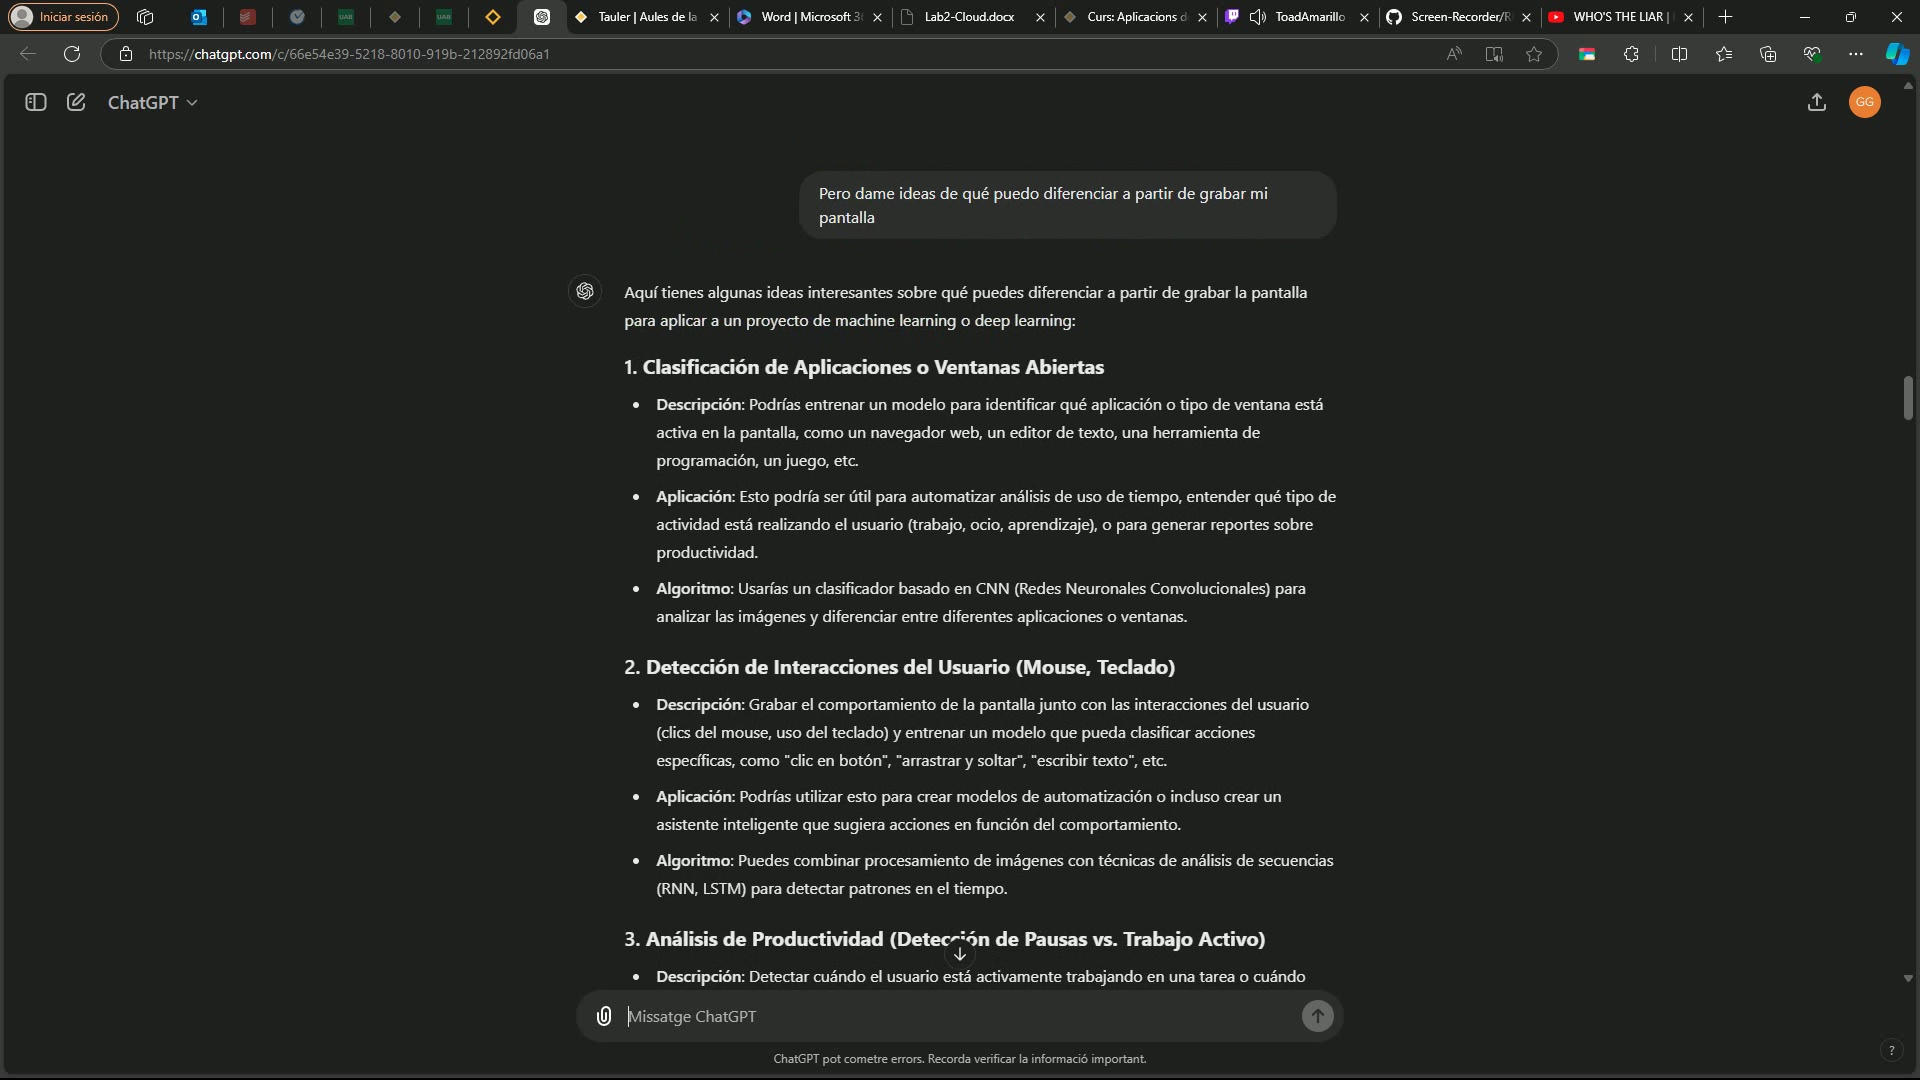 Iniciar sesión
UAB
UAB
Tauler | Aules de la
Word | Microsoft 3
Lab2-Cloud.docx
Curs: Aplicacions d
ToadAmarillo
Screen-Recorder/R
WHO'S THE LIAR |
https://chatgpt.com/c/66e54e39-5218-8010-919b-212892fd06a1
ChatGPT
GG
Pero dame ideas de qué puedo diferenciar a partir de grabar mi
pantalla
Aquí tienes algunas ideas interesantes sobre qué puedes diferenciar a partir de grabar la pantalla
para aplicar a un proyecto de machine learning o deep learning:
1. Clasificación de Aplicaciones o Ventanas Abiertas
• Descripción: Podrías entrenar un modelo para identificar qué aplicación o tipo de ventana está
activa en la pantalla, como un navegador web, un editor de texto, una herramienta de
programación, un juego, etc.
• Aplicación: Esto podría ser útil para automatizar análisis de uso de tiempo, entender qué tipo de
actividad está realizando el usuario (trabajo, ocio, aprendizaje), o para generar reportes sobre
productividad.
• Algoritmo: Usarías un clasificador basado en CNN (Redes Neuronales Convolucionales) para
analizar las imágenes y diferenciar entre diferentes aplicaciones o ventanas.
2. Detección de Interacciones del Usuario (Mouse, Teclado)
• Descripción: Grabar el comportamiento de la pantalla junto con las interacciones del usuario
(clics del mouse, uso del teclado) y entrenar un modelo que pueda clasificar acciones
específicas, como "clic en botón", "arrastrar y soltar", "escribir texto", etc.
• Aplicación: Podrías utilizar esto para crear modelos de automatización o incluso crear un
asistente inteligente que sugiera acciones en función del comportamiento.
• Algoritmo: Puedes combinar procesamiento de imágenes con técnicas de análisis de secuencias
(RNN, LSTM) para detectar patrones en el tiempo.
3. Análisis de Productividad (Detección de Pausas vs. Trabajo Activo)
• Descripción: Detectar cuándo el usuario está activamente trabajando en una tarea o cuándo
Missatge ChatGPT
ChatGPT pot cometre errors. Recorda verificar la informació important.
?